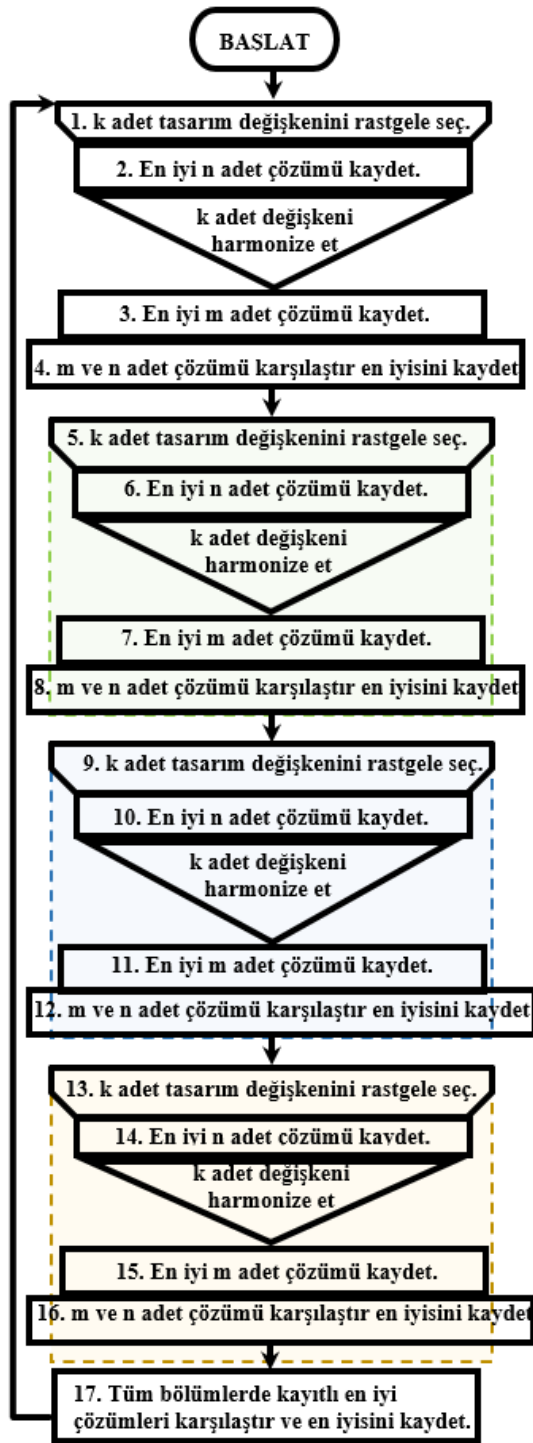 BAŞLAT
1. k adet tasarım değişkenini rastgele seç.
2. En iyi n adet çözümü kaydet.
k adet değişkeni
harmonize et
3. En iyi m adet çözümü kaydet.
4. m ve n adet çözümü karşılaştır en iyisini kaydet
5. k adet tasarım değişkenini rastgele seç.
6. En iyi n adet çözümü kaydet.
k adet değişkeni
harmonize et
7. En iyi m adet çözümü kaydet.
8. m ve n adet çözümü karşılaştır en iyisini kaydet
9. k adet tasarım değişkenini rastgele seç.
10. En iyi n adet çözümü kaydet.
k adet değişkeni
harmonize et
11. En iyi m adet çözümü kaydet.
12. m ve n adet çözümü karşılaştır en iyisini kaydet
13. k adet tasarım değişkenini rastgele seç.
14. En iyi n adet çözümü kaydet.
k adet değişkeni
harmonize et
15. En iyi m adet çözümü kaydet.
16. m ve n adet çözümü karşılaştır en iyisini kaydet
17. Tüm bölümlerde kayıtlı en iyi
çözümleri karşılaştır ve en iyisini kaydet.